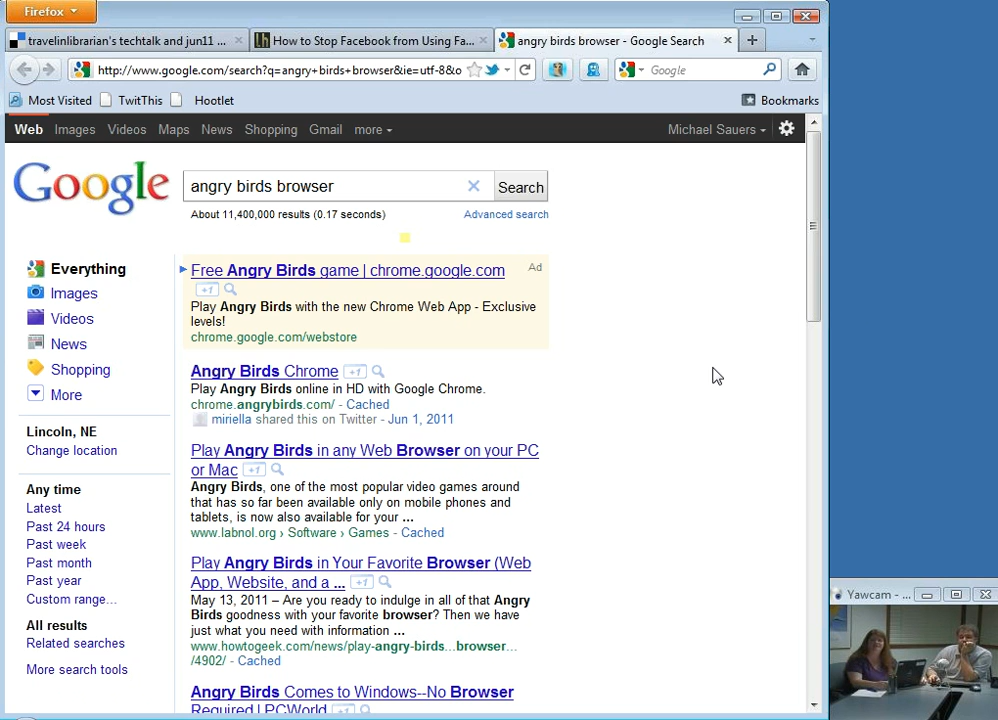 Firefox
travelinlibrarian's techtalk and jun11
How to Stop Facebook from Using Fa...
angry birds browser - Google Search
http://www.google.com/search?q=angry+birds+browser&ie=utf-8&o
Google
Most Visited
TwitThis
Hootlet
Bookmarks
Web Images Videos Maps News Shopping Gmail more
Michael Sauers
Google
angry birds browser
Search
About 11,400,000 results (0.17 seconds)
Advanced search
Everything
Images
Videos
News
Shopping
More
Lincoln, NE
Change location
Any time
Latest
Past 24 hours
Past week
Past month
Past year
Custom range...
All results
Related searches
More search tools
Free Angry Birds game | chrome.google.com
Ad
+1
Play Angry Birds with the new Chrome Web App - Exclusive
levels!
chrome.google.com/webstore
Angry Birds Chrome +1
Play Angry Birds online in HD with Google Chrome.
chrome.angrybirds.com/ - Cached
miriella shared this on Twitter - Jun 1, 2011
Play Angry Birds in any Web Browser on your PC
or Mac +1
Angry Birds, one of the most popular video games around
that has so far been available only on mobile phones and
tablets, is now also available for your ...
www.labnol.org › Software › Games - Cached
Play Angry Birds in Your Favorite Browser (Web
App, Website, and a ... +1
May 13, 2011 – Are you ready to indulge in all of that Angry
Birds goodness with your favorite browser? Then we have
just what you need with information ...
www.howtogeek.com/news/play-angry-birds...browser...
/4902/ - Cached
Angry Birds Comes to Windows--No Browser
Required | PCWorld +1
Yawcam - ...